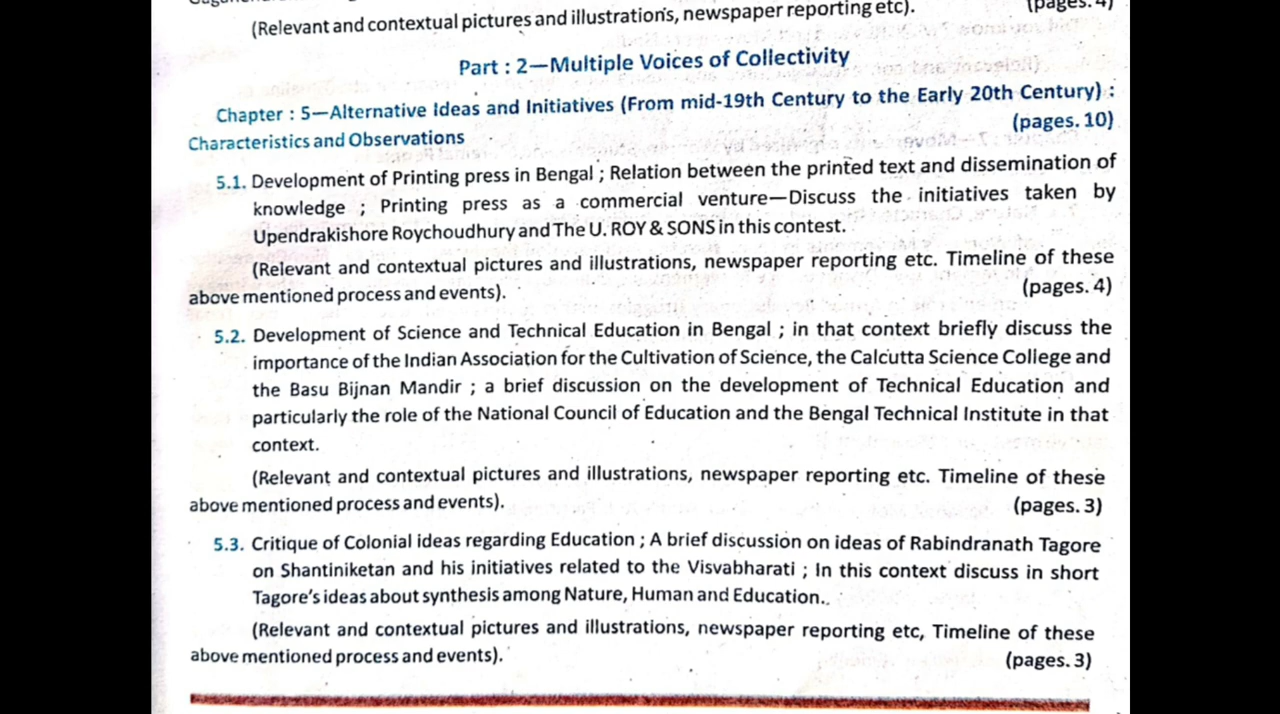 (Relevant and contextual pictures and illustrations, newspaper reporting etc). (pages. 4)
Part : 2—Multiple Voices of Collectivity
Chapter : 5—Alternative Ideas and Initiatives (From mid-19th Century to the Early 20th Century) :
Characteristics and Observations (pages. 10)
5.1. Development of Printing press in Bengal ; Relation between the printed text and dissemination of
knowledge ; Printing press as a commercial venture—Discuss the initiatives taken by
Upendrakishore Roychoudhury and The U. ROY & SONS in this contest.
(Relevant and contextual pictures and illustrations, newspaper reporting etc. Timeline of these
above mentioned process and events). (pages. 4)
5.2. Development of Science and Technical Education in Bengal ; in that context briefly discuss the
importance of the Indian Association for the Cultivation of Science, the Calcutta Science College and
the Basu Bijnan Mandir ; a brief discussion on the development of Technical Education and
particularly the role of the National Council of Education and the Bengal Technical Institute in that
context.
(Relevant and contextual pictures and illustrations, newspaper reporting etc. Timeline of these
above mentioned process and events). (pages. 3)
5.3. Critique of Colonial ideas regarding Education ; A brief discussion on ideas of Rabindranath Tagore
on Shantiniketan and his initiatives related to the Visvabharati ; In this context discuss in short
Tagore's ideas about synthesis among Nature, Human and Education..
(Relevant and contextual pictures and illustrations, newspaper reporting etc, Timeline of these
above mentioned process and events). (pages. 3)